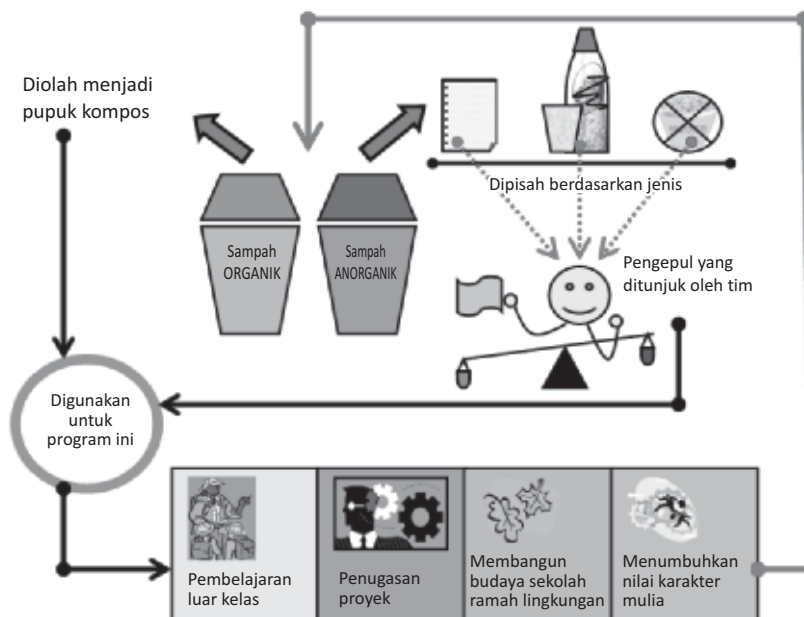 Diolah menjadi
pupuk kompos
Sampah
ORGANIK
Sampah
ANORGANIK
Dipisah berdasarkan jenis
Pengepul yang
ditunjuk oleh tim
Digunakan
untuk
program ini
Pembelajaran
luar kelas
Penugasan
proyek
Membangun
budaya sekolah
ramah lingkungan
Menumbuhkan
nilai karakter
mulia